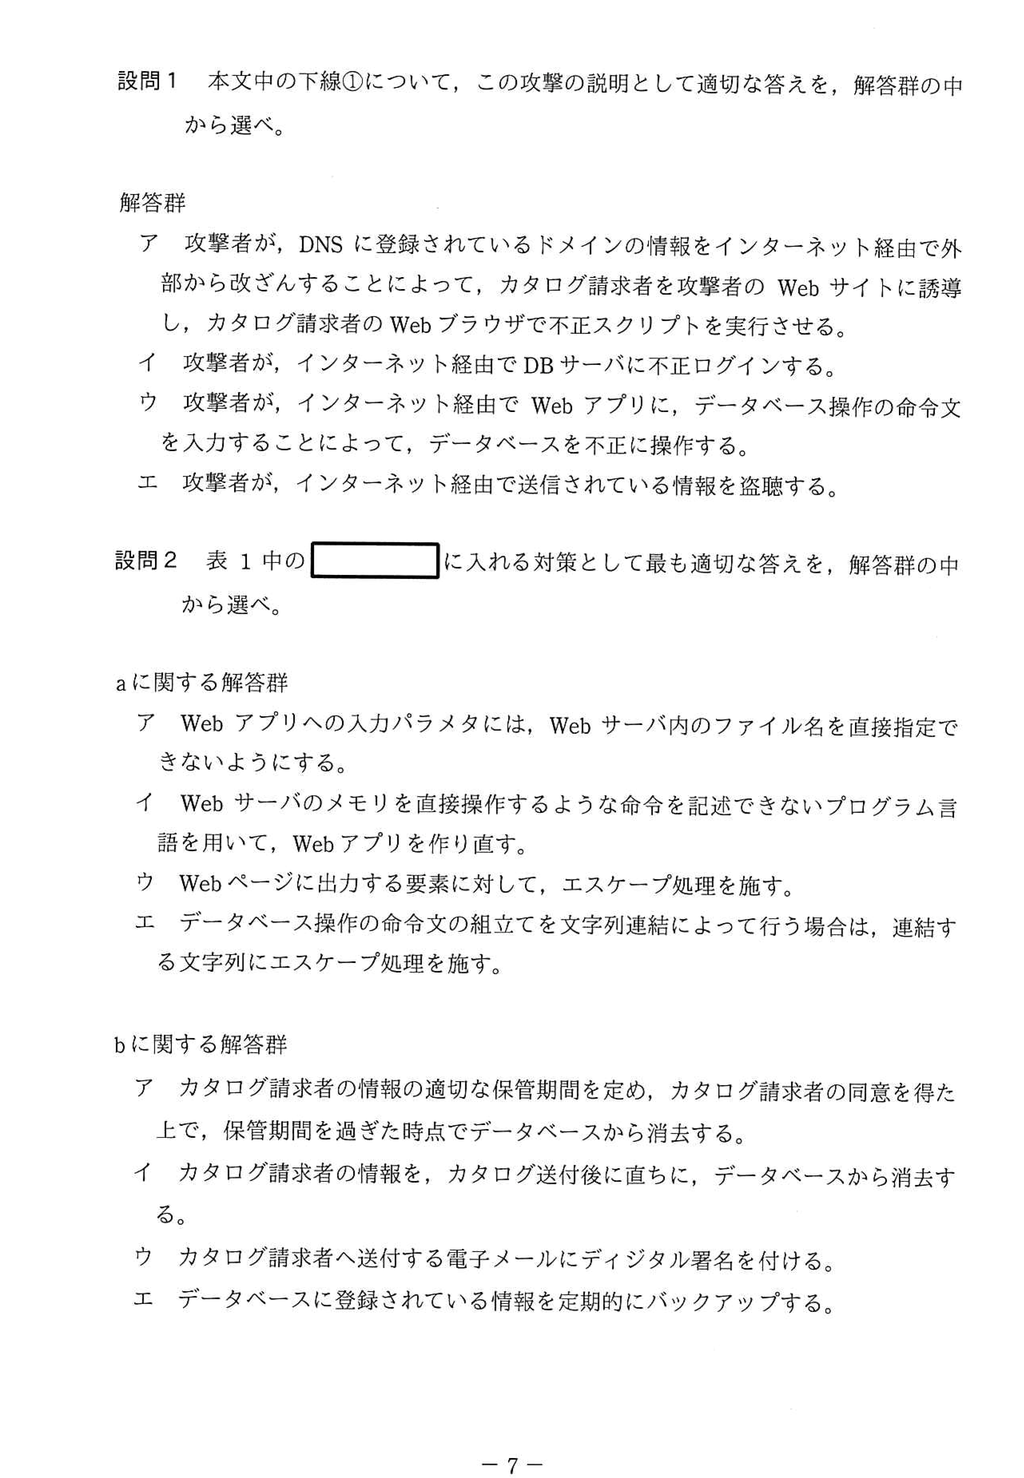 設問1 本文中の下線①について，この攻撃の説明として適切な答えを，解答群の中
から選べ。
解答群
ア 攻撃者が，DNS に登録されているドメインの情報をインターネット経由で外
部から改ざんすることによって，カタログ請求者を攻撃者の Web サイトに誘導
し，カタログ請求者の Web ブラウザで不正スクリプトを実行させる。
イ 攻撃者が，インターネット経由で DB サーバに不正ログインする。
ウ 攻撃者が，インターネット経由で Web アプリに，データベース操作の命令文
を入力することによって，データベースを不正に操作する。
エ 攻撃者が，インターネット経由で送信されている情報を盗聴する。
設問2 表 1 中の に入れる対策として最も適切な答えを，解答群の中
から選べ。
a に関する解答群
ア Web アプリへの入力パラメタには，Web サーバ内のファイル名を直接指定で
きないようにする。
イ Web サーバのメモリを直接操作するような命令を記述できないプログラム言
語を用いて，Web アプリを作り直す。
ウ Web ページに出力する要素に対して，エスケープ処理を施す。
エ データベース操作の命令文の組立てを文字列連結によって行う場合は，連結す
る文字列にエスケープ処理を施す。
b に関する解答群
ア カタログ請求者の情報の適切な保管期間を定め，カタログ請求者の同意を得た
上で，保管期間を過ぎた時点でデータベースから消去する。
イ カタログ請求者の情報を，カタログ送付後に直ちに，データベースから消去す
る。
ウ カタログ請求者へ送付する電子メールにディジタル署名を付ける。
エ データベースに登録されている情報を定期的にバックアップする。
－ 7 －